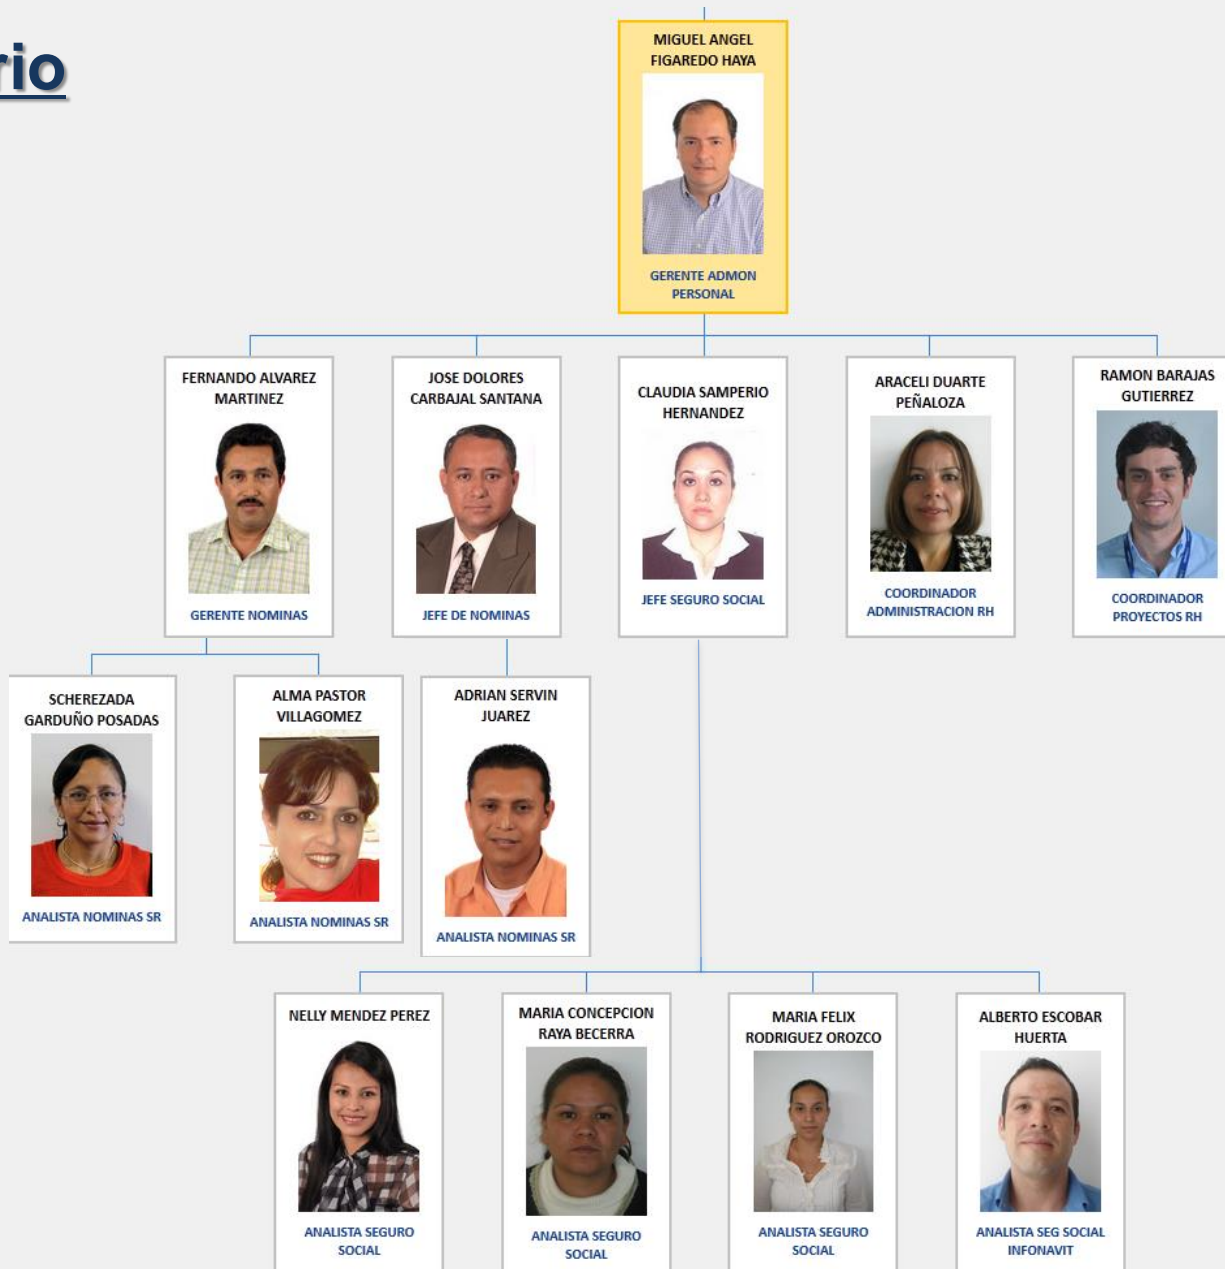 rio
MIGUEL ANGEL
FIGAREDO HAYA
GERENTE ADMON
PERSONAL
FERNANDO ALVAREZ
MARTINEZ
GERENTE NOMINAS
JOSE DOLORES
CARBAJAL SANTANA
JEFE DE NOMINAS
CLAUDIA SAMPERIO
HERNANDEZ
JEFE SEGURO SOCIAL
ARACELI DUARTE
PEÑALOZA
COORDINADOR
ADMINISTRACION RH
RAMON BARAJAS
GUTIERREZ
COORDINADOR
PROYECTOS RH
SCHEREZADA
GARDUÑO POSADAS
ANALISTA NOMINAS SR
ALMA PASTOR
VILLAGOMEZ
ANALISTA NOMINAS SR
ADRIAN SERVIN
JUAREZ
ANALISTA NOMINAS SR
NELLY MENDEZ PEREZ
ANALISTA SEGURO
SOCIAL
MARIA CONCEPCION
RAYA BECERRA
ANALISTA SEGURO
SOCIAL
MARIA FELIX
RODRIGUEZ OROZCO
ANALISTA SEGURO
SOCIAL
ALBERTO ESCOBAR
HUERTA
ANALISTA SEG SOCIAL
INFONAVIT